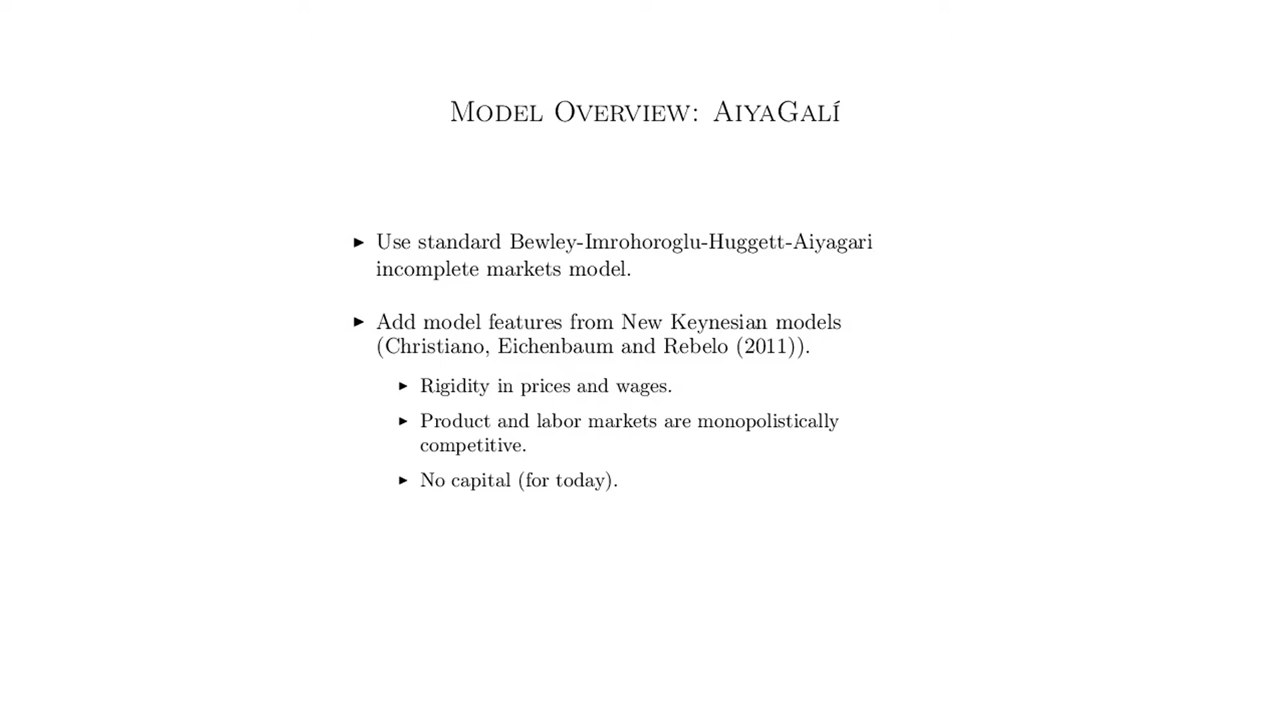 Model Overview: AiyaGalí
▶ Use standard Bewley-Imrohoroglu-Huggett-Aiyagari
incomplete markets model.
▶ Add model features from New Keynesian models
(Christiano, Eichenbaum and Rebelo (2011)).
▶ Rigidity in prices and wages.
▶ Product and labor markets are monopolistically
competitive.
▶ No capital (for today).